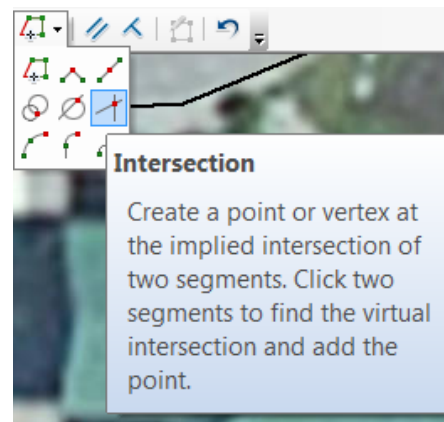 Intersection
Create a point or vertex at
the implied intersection of
two segments. Click two
segments to find the virtual
intersection and add the
point.